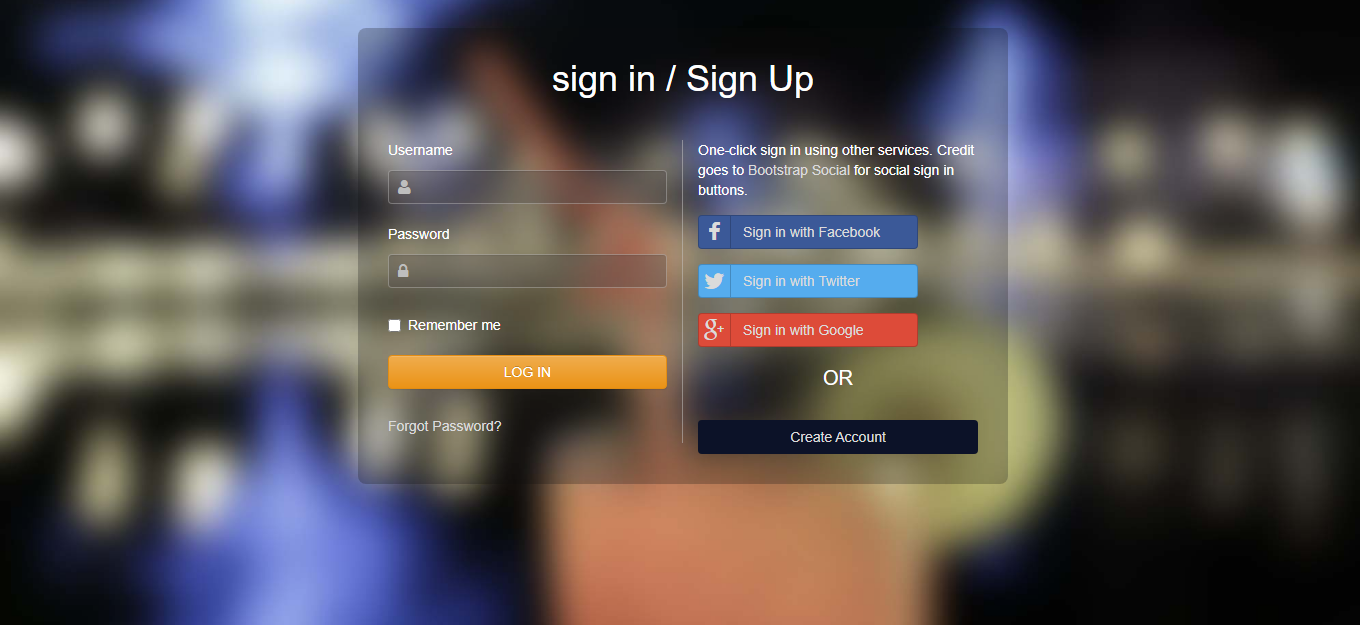 sign in / Sign Up
Username
Password
Remember me
LOG IN
Forgot Password?
One-click sign in using other services. Credit
goes to Bootstrap Social for social sign in
buttons.
Sign in with Facebook
Sign in with Twitter
Sign in with Google
OR
Create Account